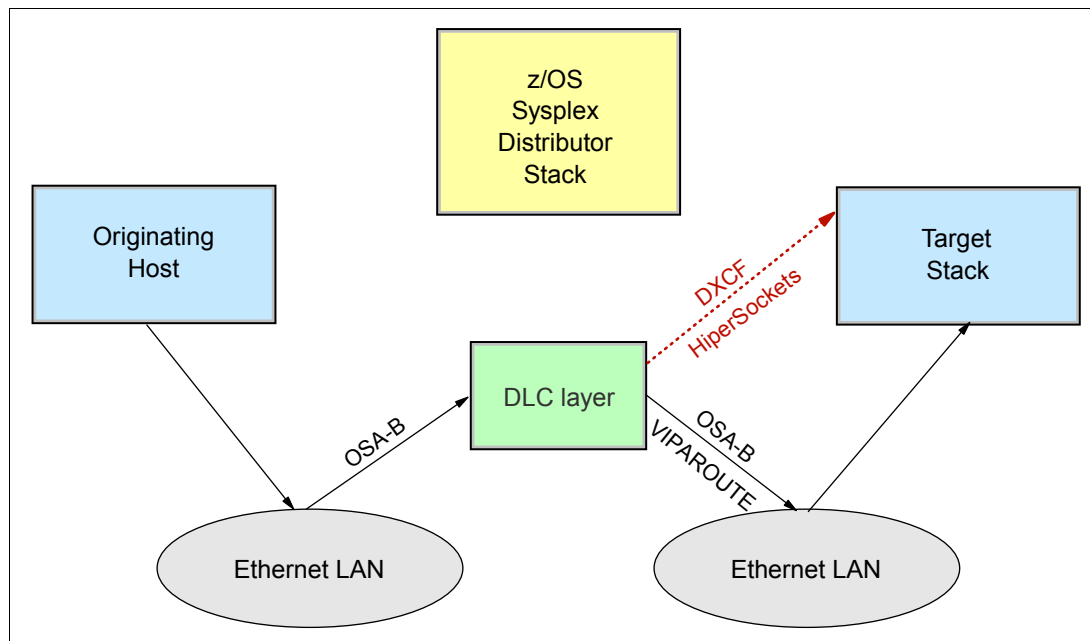 z/OS
Sysplex
Distributor
Stack
Originating
Host
Target
Stack
DXCF
HiperSockets
DLC layer
OSA-B
OSA-B
VIPAROUTE
Ethernet LAN
Ethernet LAN